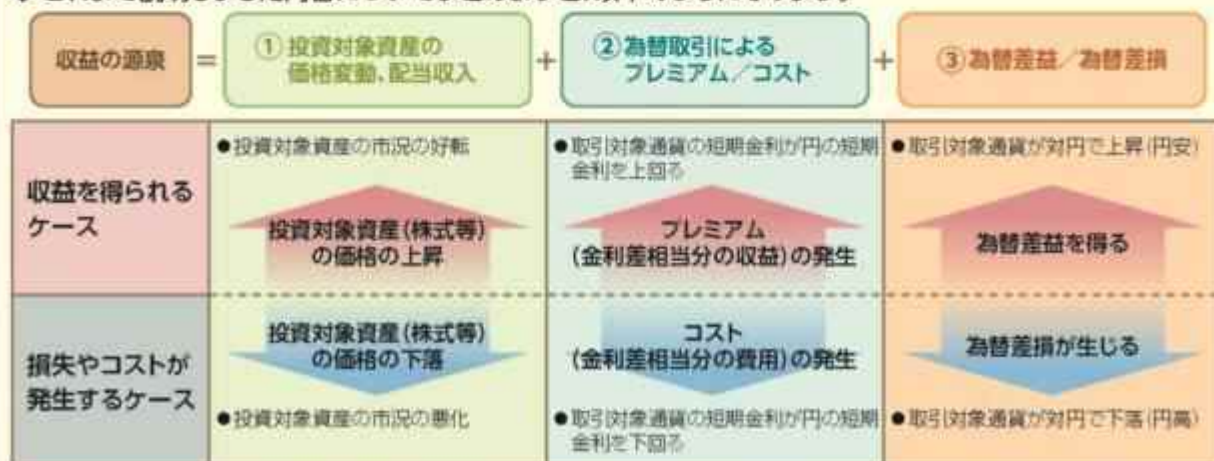 収益の源泉
=
①投資対象資産の
価格変動、配当収入
+
②為替取引による
プレミアム/コスト
+
③為替差益/為替差損
収益を得られる
ケース
●投資対象資産の市況の好転
投資対象資産(株式等)
の価格の上昇
●取引対象通貨の短期金利が円の短期
金利を上回る
プレミアム
(金利差相当分の収益)の発生
●取引対象通貨が対円で上昇(円安)
為替差益を得る
損失やコストが
発生するケース
投資対象資産(株式等)
の価格の下落
●投資対象資産の市況の悪化
コスト
(金利差相当分の費用)の発生
●取引対象通貨の短期金利が円の短期
金利を下回る
為替差損が生じる
●取引対象通貨が対円で下落(円高)